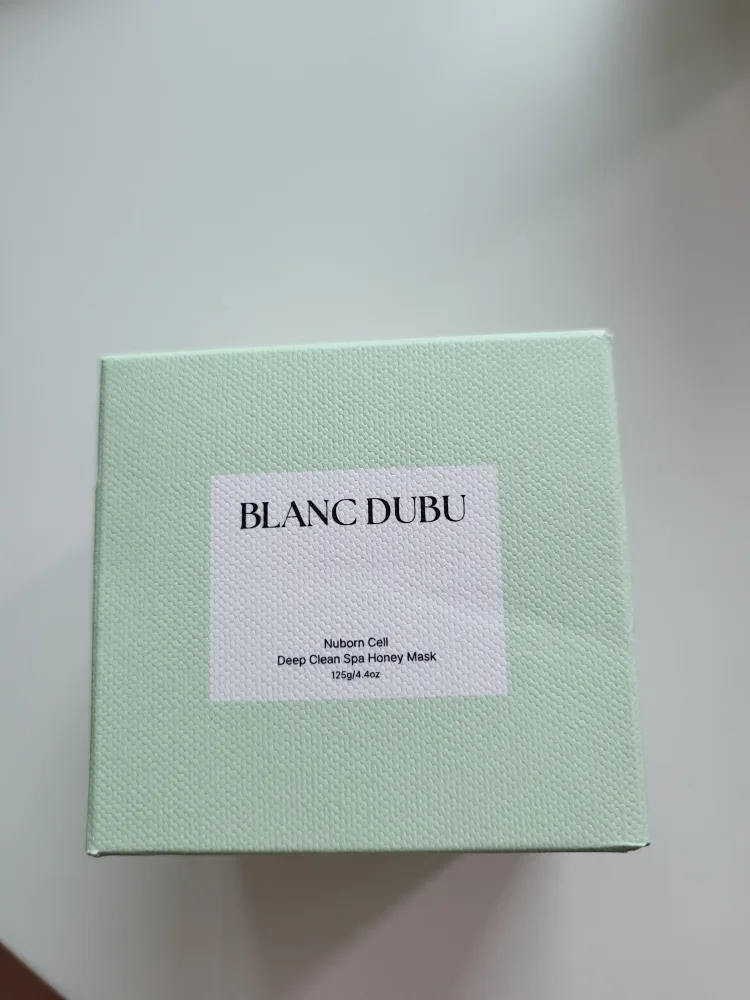 BLANC DUBU
Nuborn Cell
Deep Clean Spa Honey Mask
125g/4.4oz